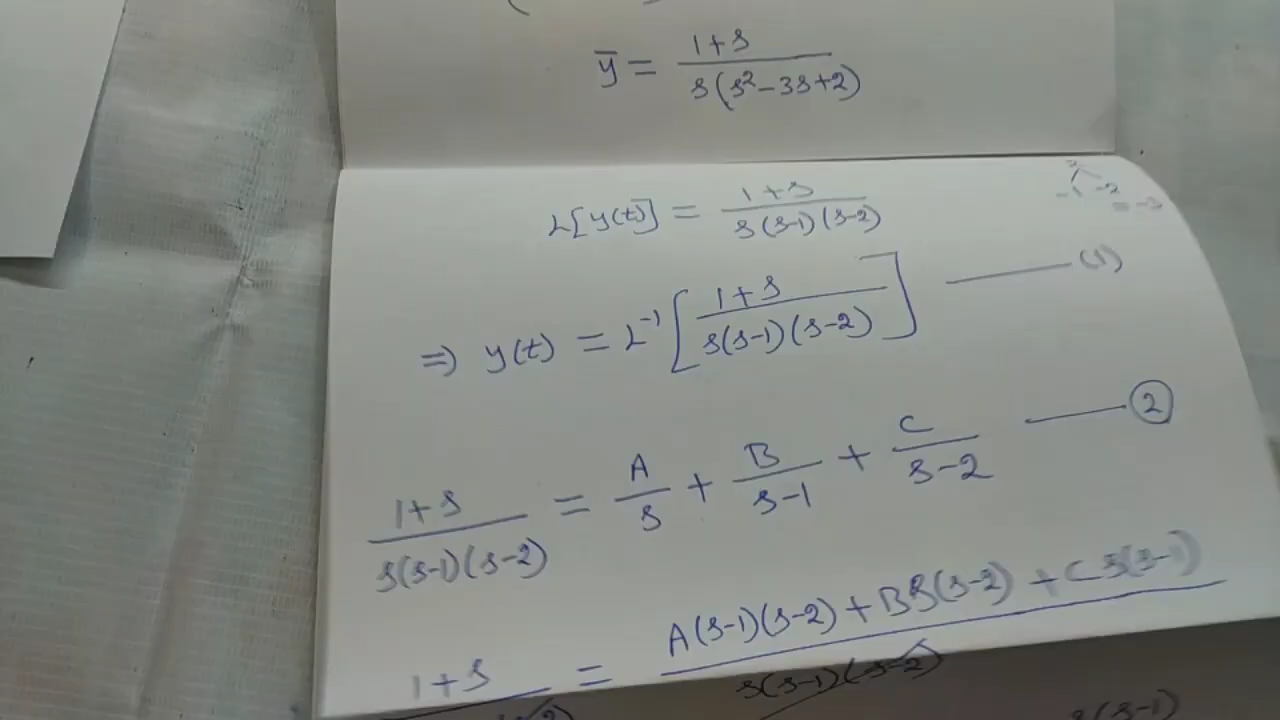 ȳ = (1+s)/(s(s²-3s+2))
L[y(t)] = (1+s)/(s(s-1)(s-2))
⇒ y(t) = L⁻¹[(1+s)/(s(s-1)(s-2))] —— (1)
(1+s)/(s(s-1)(s-2)) = A/s + B/(s-1) + C/(s-2) —— ②
1+s = A(s-1)(s-2) + Bs(s-2) + Cs(s-1)
s(s-1)(s-2)